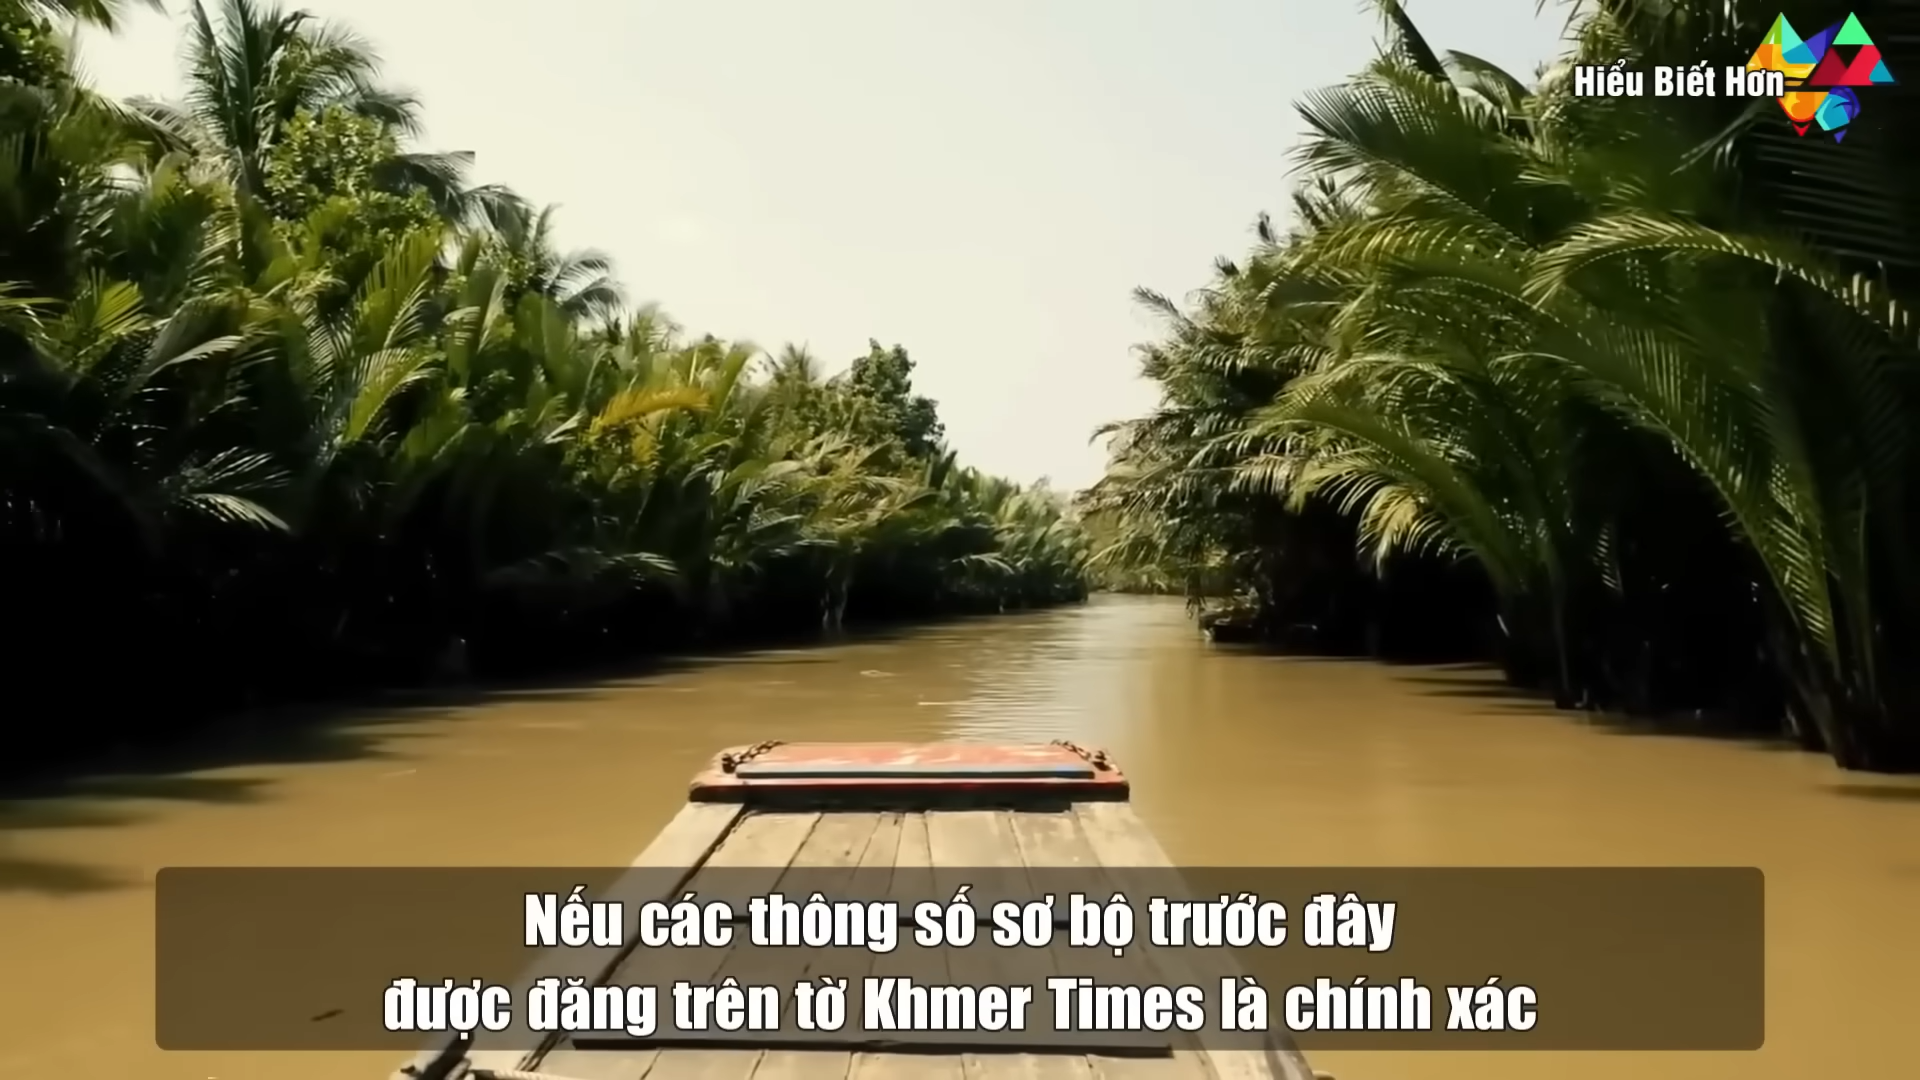 Hiểu Biết Hơn
Nếu các thông số sơ bộ trước đây
được đăng trên tờ Khmer Times là chính xác